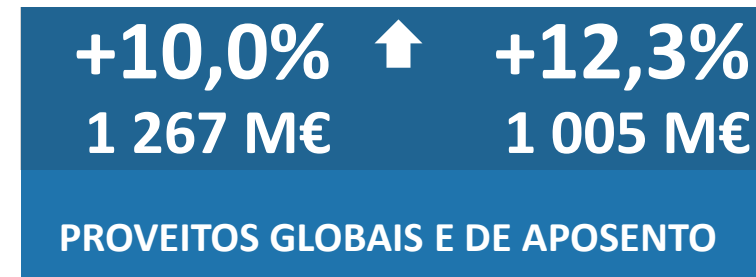 +10,0% +12,3%
1 267 M€ 1 005 M€
PROVEITOS GLOBAIS E DE APOSENTO